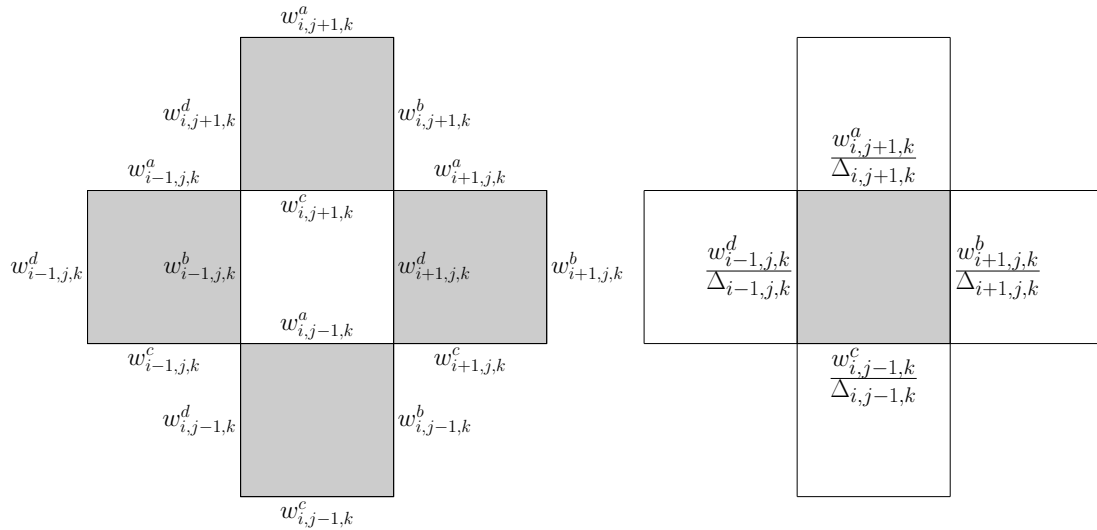 w^a_{i,j+1,k}
w^d_{i,j+1,k} w^b_{i,j+1,k}
w^a_{i,j+1,k}
Δ_{i,j+1,k}
w^a_{i-1,j,k} w^a_{i+1,j,k}
w^c_{i,j+1,k}
w^d_{i-1,j,k} w^b_{i-1,j,k} w^d_{i+1,j,k} w^b_{i+1,j,k}
w^d_{i-1,j,k} w^b_{i+1,j,k}
Δ_{i-1,j,k} Δ_{i+1,j,k}
w^a_{i,j-1,k}
w^c_{i-1,j,k} w^c_{i+1,j,k}
w^c_{i,j-1,k}
Δ_{i,j-1,k}
w^d_{i,j-1,k} w^b_{i,j-1,k}
w^c_{i,j-1,k}